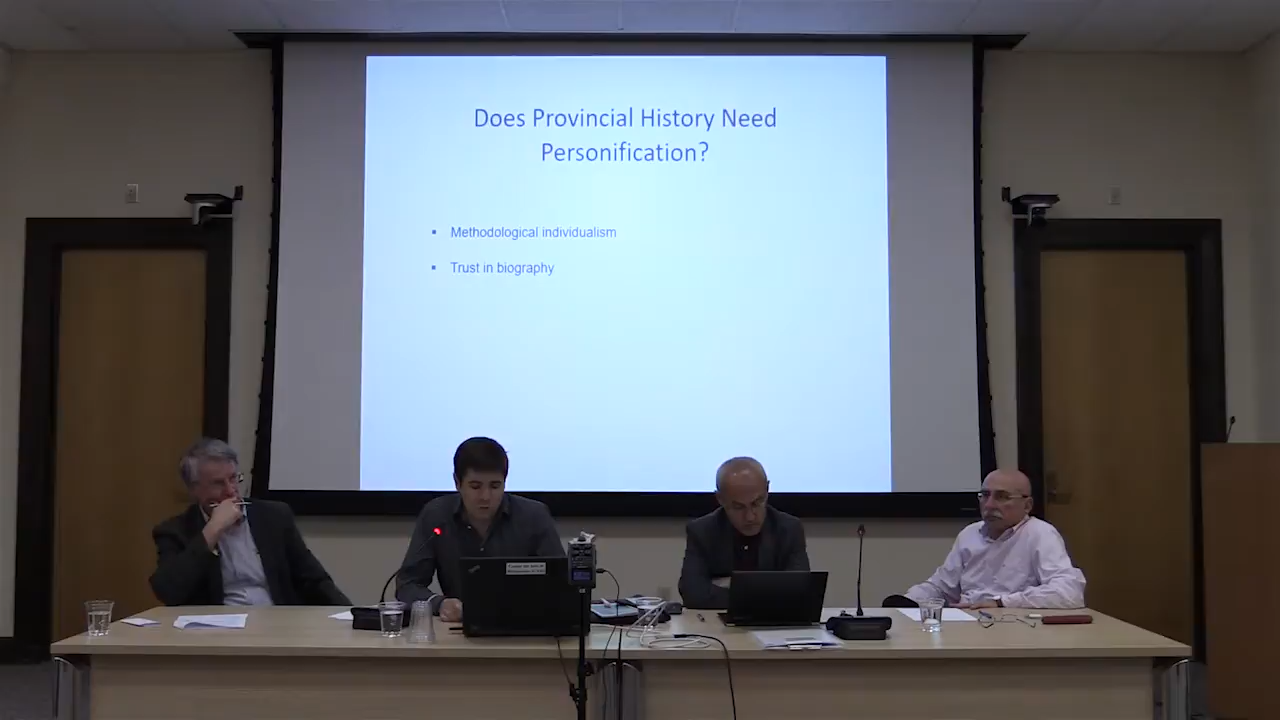 Does Provincial History Need
Personification?
▪ Methodological individualism
▪ Trust in biography